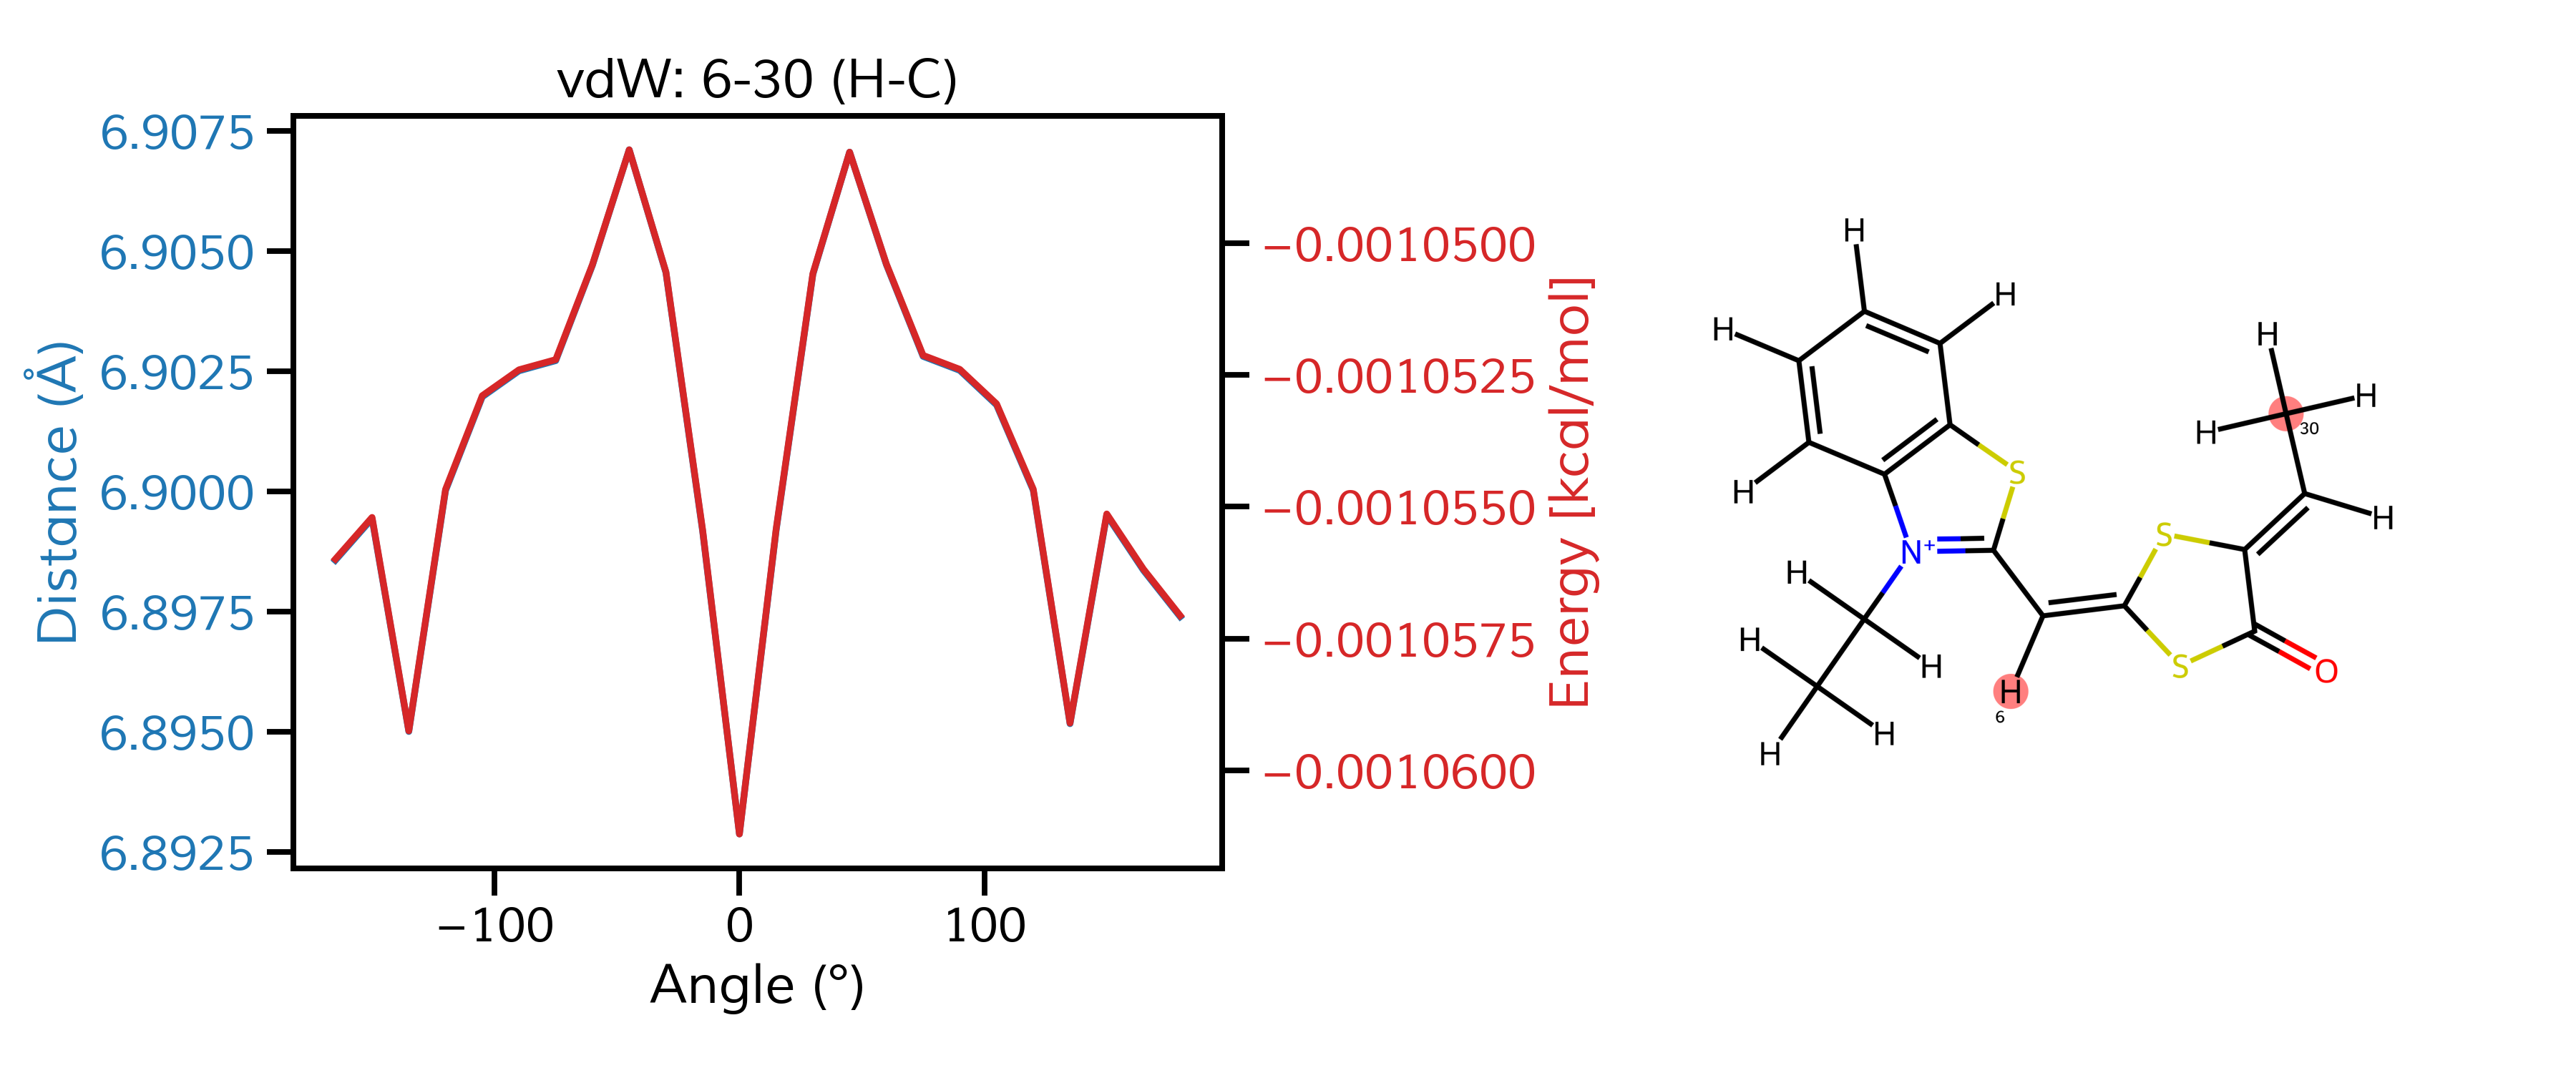 vdW: 6-30 (H-C)
6.9075
6.9050
6.9025
6.9000
6.8975
6.8950
6.8925
Distance (Å)
−100
0
100
Angle (°)
−0.0010500
−0.0010525
−0.0010550
−0.0010575
−0.0010600
Energy [kcal/mol]
H
H
H
H
H
H
H
30
S
H
H
S
N+
H
H
H
S
O
H
6
H
H